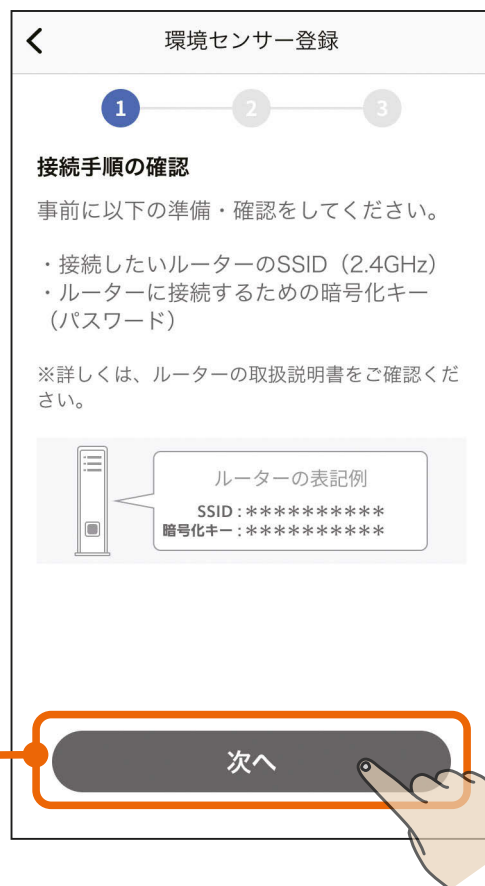 環境センサー登録
1 2 3
接続手順の確認
事前に以下の準備・確認をしてください。
・接続したいルーターのSSID（2.4GHz）
・ルーターに接続するための暗号化キー
（パスワード）
※詳しくは、ルーターの取扱説明書をご確認くだ
さい。
ルーターの表記例
SSID：＊＊＊＊＊＊＊＊＊＊
暗号化キー：＊＊＊＊＊＊＊＊＊＊
次へ